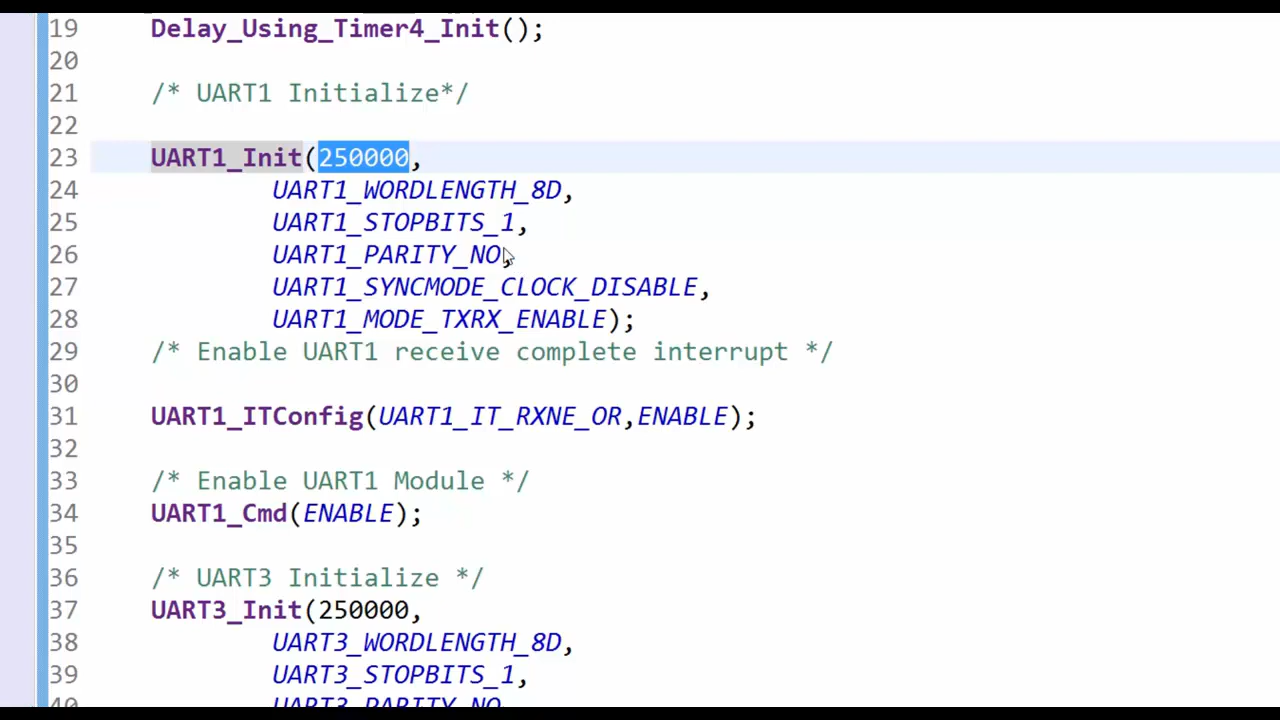 19 Delay_Using_Timer4_Init();
20
21 /* UART1 Initialize*/
22
23 UART1_Init(250000,
24 UART1_WORDLENGTH_8D,
25 UART1_STOPBITS_1,
26 UART1_PARITY_NO,
27 UART1_SYNCMODE_CLOCK_DISABLE,
28 UART1_MODE_TXRX_ENABLE);
29 /* Enable UART1 receive complete interrupt */
30
31 UART1_ITConfig(UART1_IT_RXNE_OR,ENABLE);
32
33 /* Enable UART1 Module */
34 UART1_Cmd(ENABLE);
35
36 /* UART3 Initialize */
37 UART3_Init(250000,
38 UART3_WORDLENGTH_8D,
39 UART3_STOPBITS_1,
40 UART3_PARITY_NO